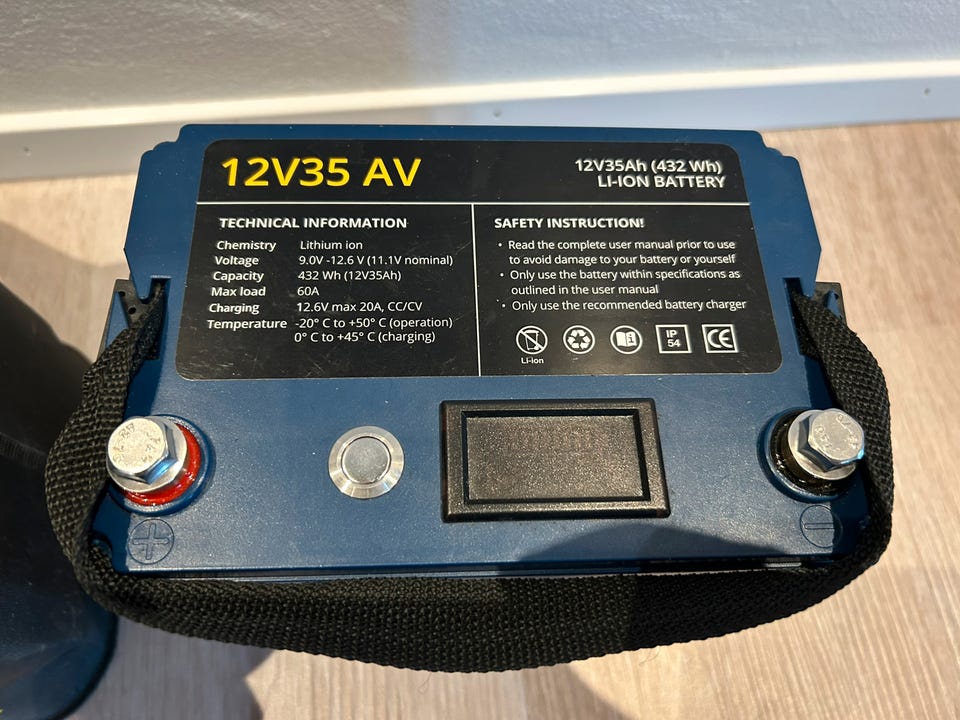 12V35 AV
12V35Ah (432 Wh)
LI-ION BATTERY
TECHNICAL INFORMATION
Chemistry Lithium ion
Voltage 9.0V -12.6 V (11.1V nominal)
Capacity 432 Wh (12V35Ah)
Max load 60A
Charging 12.6V max 20A, CC/CV
Temperature -20° C to +50° C (operation)
0° C to +45° C (charging)
SAFETY INSTRUCTION!
• Read the complete user manual prior to use
to avoid damage to your battery or yourself
• Only use the battery within specifications as
outlined in the user manual
• Only use the recommended battery charger
Li-ion
IP
54
CE
+
−